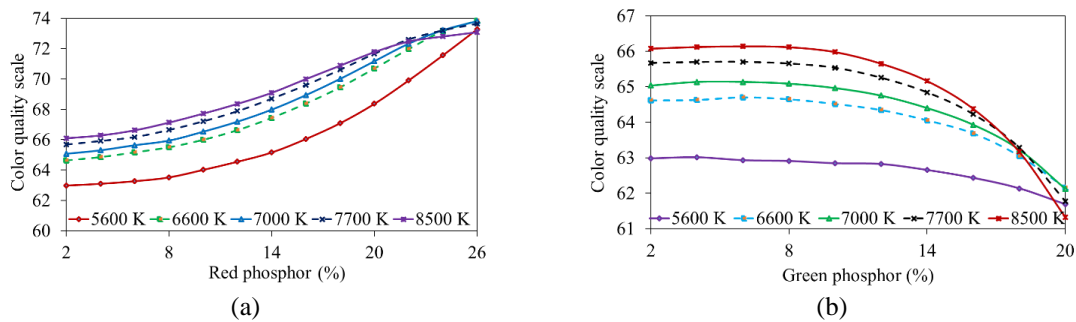 Color quality scale
74
72
70
68
66
64
62
60
5600 K 6600 K 7000 K 7700 K 8500 K
2 8 14 20 26
Red phosphor (%)
(a)
Color quality scale
67
66
65
64
63
62
61
5600 K 6600 K 7000 K 7700 K 8500 K
2 8 14 20
Green phosphor (%)
(b)